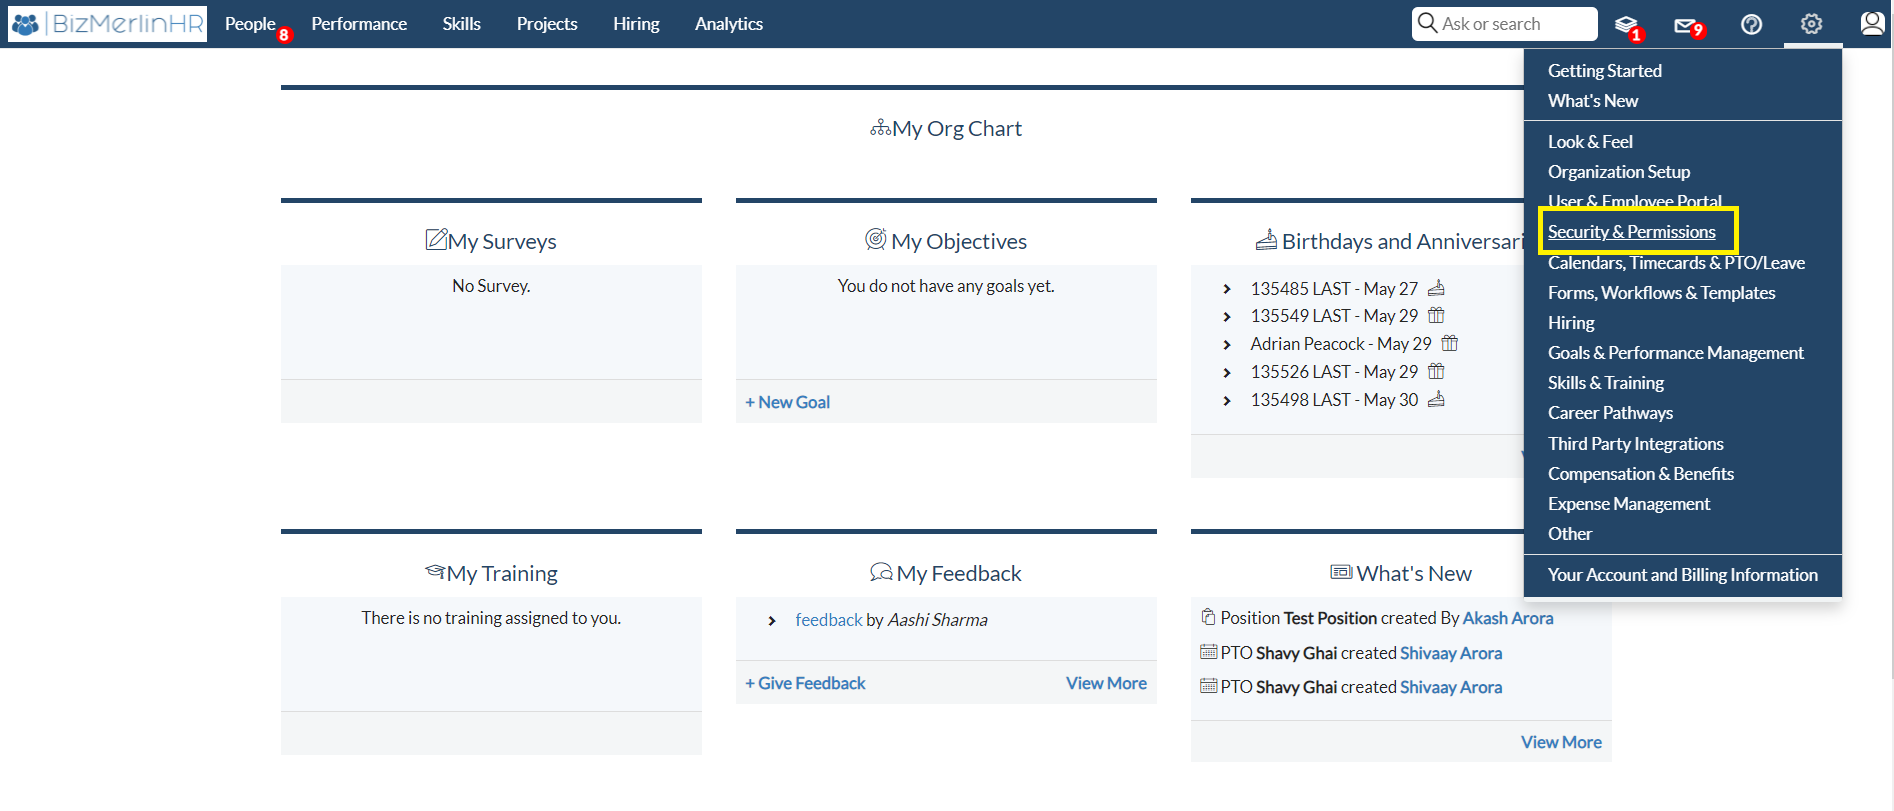 BizMerlinHR
People 8
Performance
Skills
Projects
Hiring
Analytics
Ask or search
1
9
Getting Started
What's New
Look & Feel
Organization Setup
User & Employee Portal
Security & Permissions
Calendars, Timecards & PTO/Leave
Forms, Workflows & Templates
Hiring
Goals & Performance Management
Skills & Training
Career Pathways
Third Party Integrations
Compensation & Benefits
Expense Management
Other
Your Account and Billing Information
My Org Chart
My Surveys
No Survey.
My Objectives
You do not have any goals yet.
+ New Goal
Birthdays and Anniversari
135485 LAST - May 27
135549 LAST - May 29
Adrian Peacock - May 29
135526 LAST - May 29
135498 LAST - May 30
My Training
There is no training assigned to you.
My Feedback
feedback by Aashi Sharma
+ Give Feedback
View More
What's New
Position Test Position created By Akash Arora
PTO Shavy Ghai created Shivaay Arora
PTO Shavy Ghai created Shivaay Arora
View More